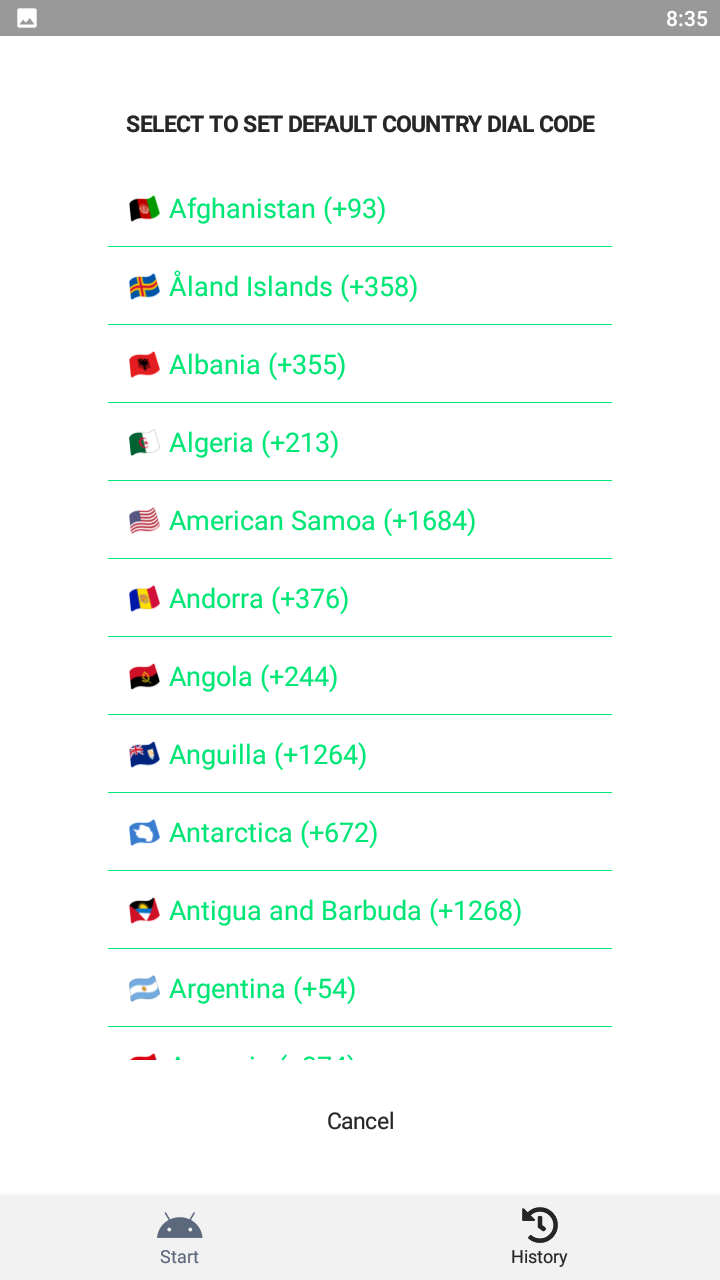 8:35
SELECT TO SET DEFAULT COUNTRY DIAL CODE
Afghanistan (+93)
Åland Islands (+358)
Albania (+355)
Algeria (+213)
American Samoa (+1684)
Andorra (+376)
Angola (+244)
Anguilla (+1264)
Antarctica (+672)
Antigua and Barbuda (+1268)
Argentina (+54)
Cancel
Start
History